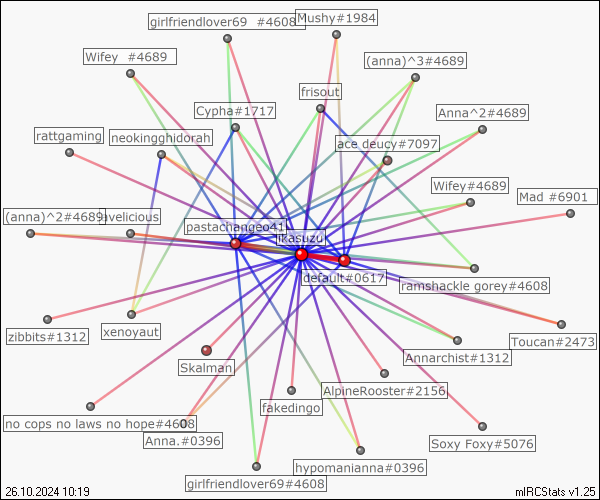 girlfriendlover69 #4608
Mushy#1984
Wifey #4689
(anna)^3#4689
frisout
Cypha#1717
Anna^2#4689
rattgaming
neokingghidorah
ace deucy#7097
Wifey#4689
Mad #6901
(anna)^2#4689
velicious
pastachangeo41
ikasuzu
default#0617
ramshackle gorey#4608
zibbits#1312
xenoyaut
Toucan#2473
Annarchist#1312
Skalman
AlpineRooster#2156
fakedingo
no cops no laws no hope#4608
Anna.#0396
Soxy Foxy#5076
hypomanianna#0396
girlfriendlover69#4608
26.10.2024 10:19
mIRCStats v1.25